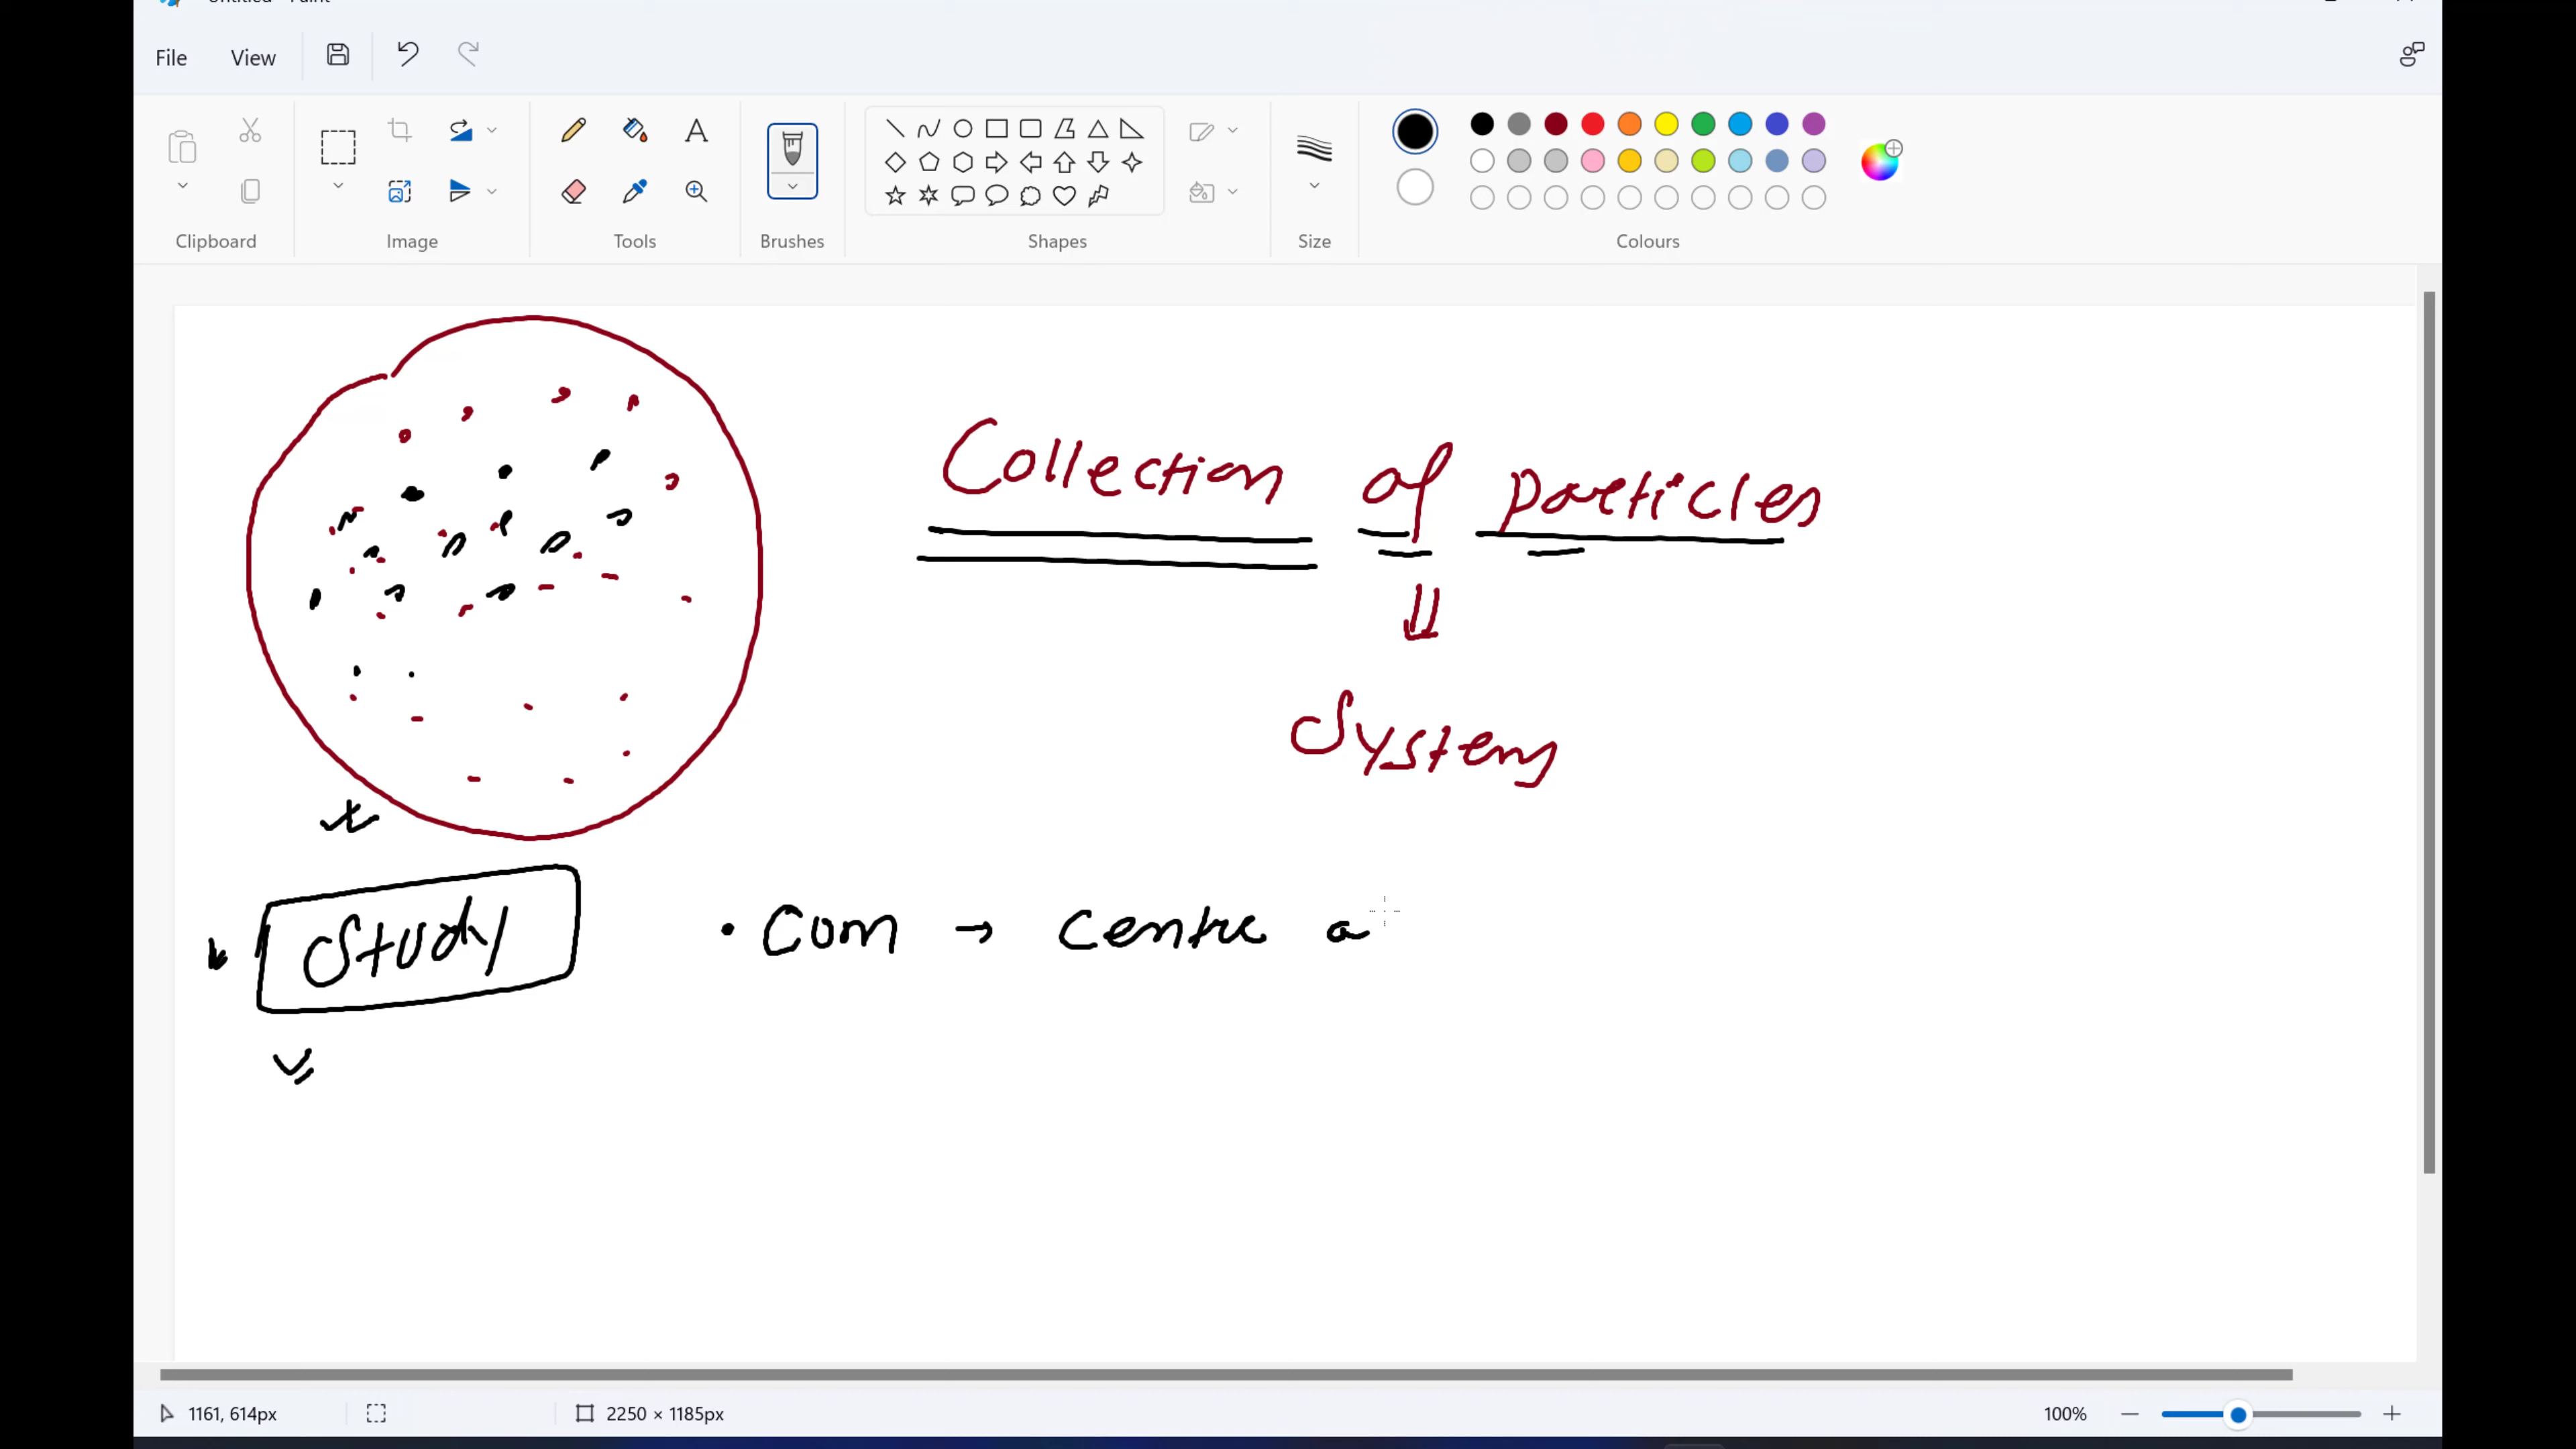 File View
Clipboard Image Tools Brushes Shapes Size Colours
Collection of particles
System
Study
• Com → Centre o
1161, 614px 2250 × 1185px 100%